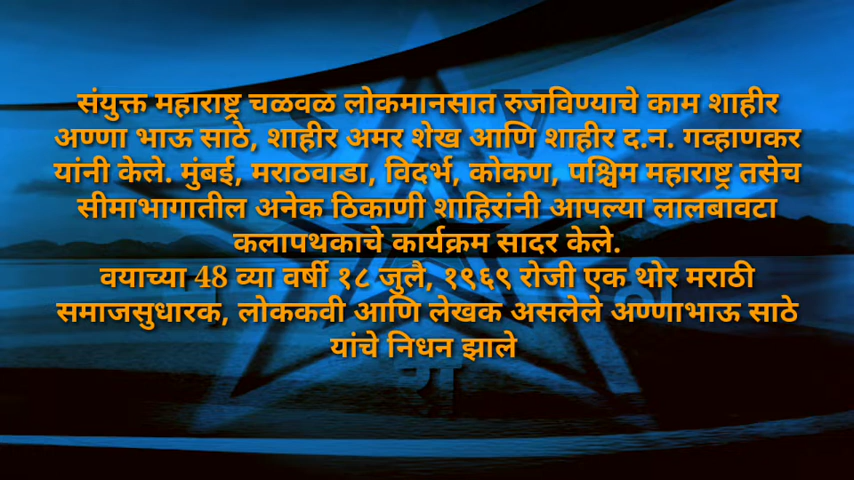 संयुक्त महाराष्ट्र चळवळ लोकमानसात रुजविण्याचे काम शाहीर
अण्णा भाऊ साठे, शाहीर अमर शेख आणि शाहीर द.न. गव्हाणकर
यांनी केले. मुंबई, मराठवाडा, विदर्भ, कोकण, पश्चिम महाराष्ट्र तसेच
सीमाभागातील अनेक ठिकाणी शाहिरांनी आपल्या लालबावटा
कलापथकाचे कार्यक्रम सादर केले.
वयाच्या 48 व्या वर्षी १८ जुलै, १९६९ रोजी एक थोर मराठी
समाजसुधारक, लोककवी आणि लेखक असलेले अण्णाभाऊ साठे
यांचे निधन झाले